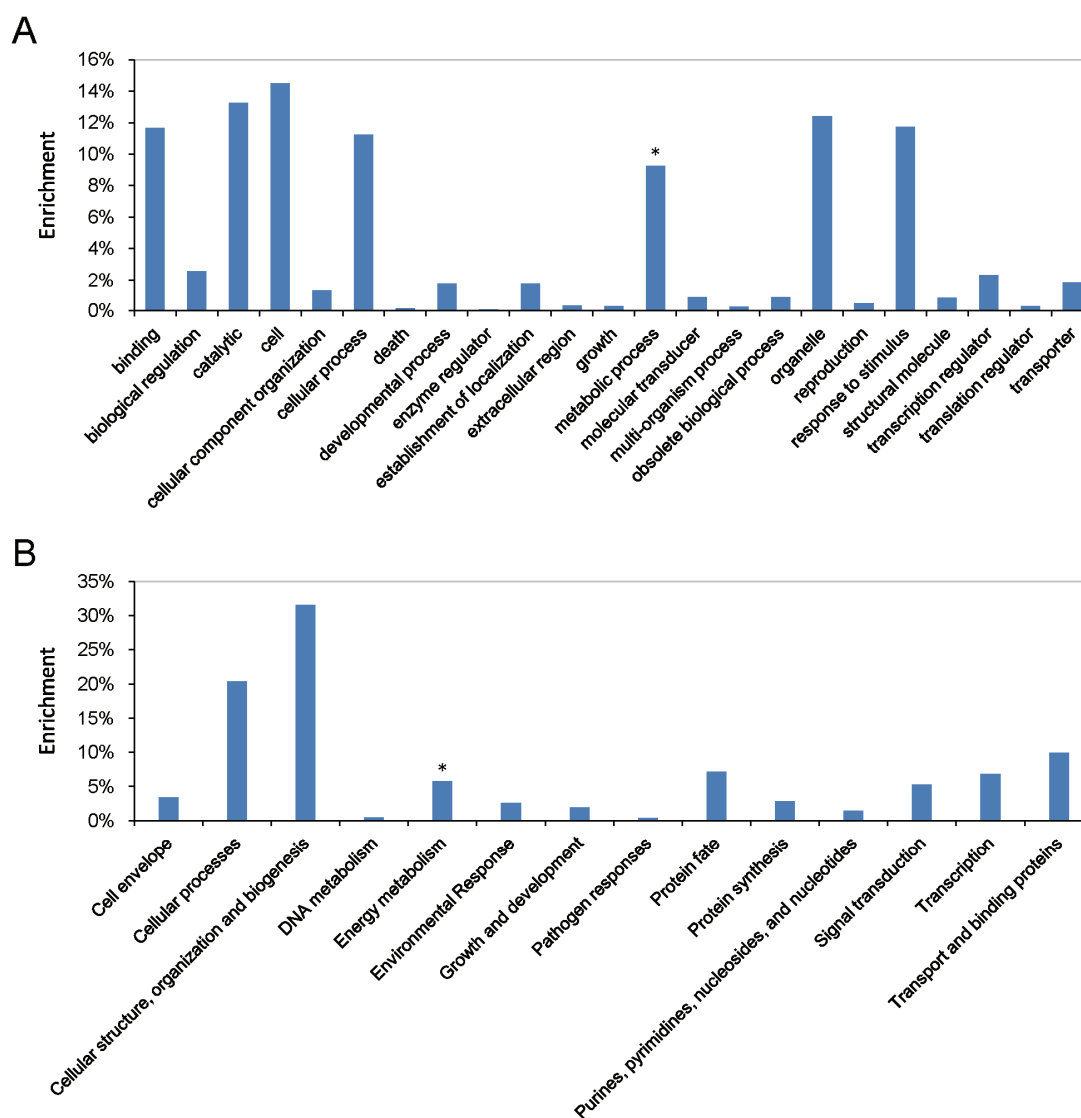 A
16%
14%
12%
10%
8%
6%
4%
2%
0%
Enrichment
*
binding
biological regulation
catalytic
cell
cellular component organization
cellular process
death
developmental process
enzyme regulator
establishment of localization
extracellular region
growth
metabolic process
molecular transducer
multi-organism process
obsolete biological process
organelle
reproduction
response to stimulus
structural molecule
transcription regulator
translation regulator
transporter
B
35%
30%
25%
20%
15%
10%
5%
0%
Enrichment
*
Cell envelope
Cellular processes
Cellular structure, organization and biogenesis
DNA metabolism
Energy metabolism
Environmental Response
Growth and development
Pathogen responses
Protein fate
Protein synthesis
Purines, pyrimidines, nucleosides, and nucleotides
Signal transduction
Transcription
Transport and binding proteins